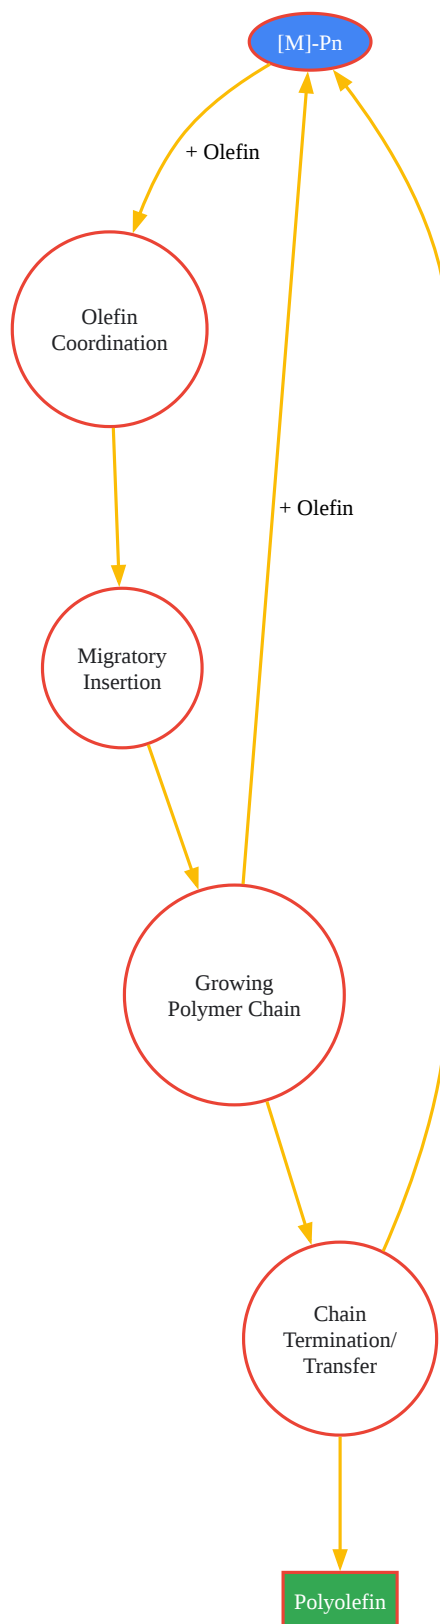 [M]-Pn
+ Olefin
Olefin
Coordination
+ Olefin
Migratory
Insertion
Growing
Polymer Chain
Chain
Termination/
Transfer
Polyolefin